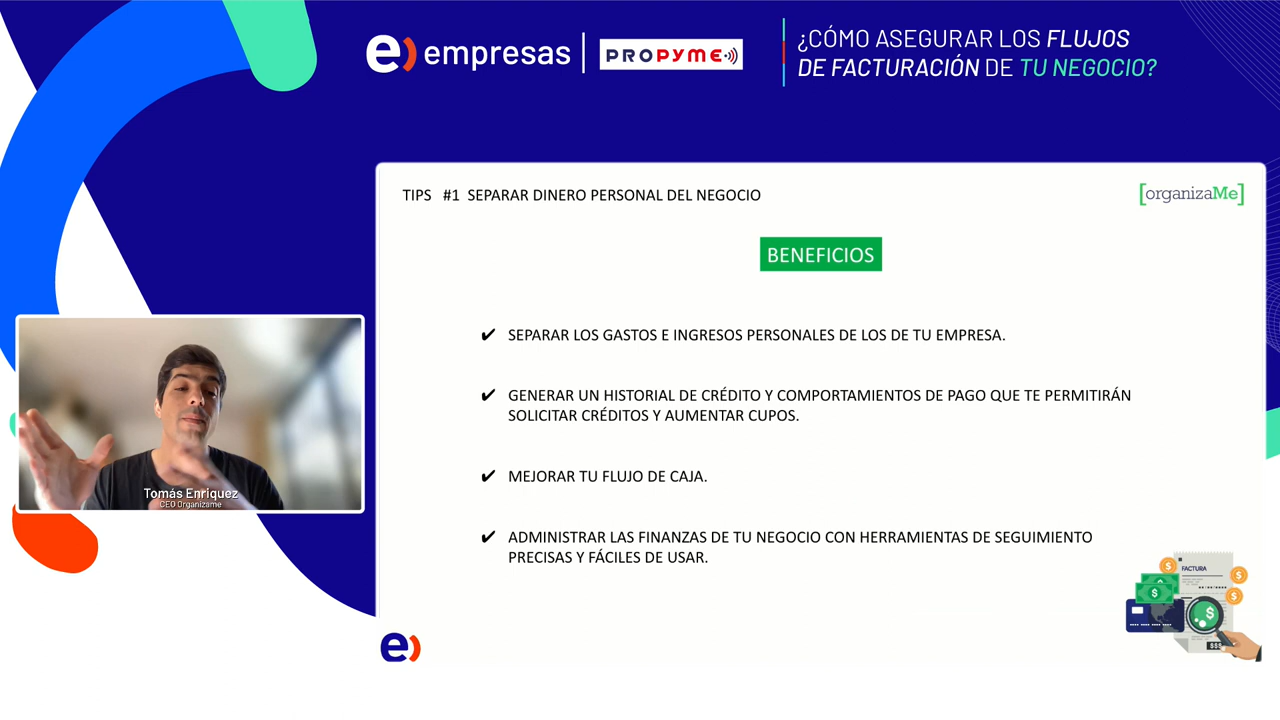 e) empresas
PROPYME
¿CÓMO ASEGURAR LOS FLUJOS
DE FACTURACIÓN DE TU NEGOCIO?
TIPS #1 SEPARAR DINERO PERSONAL DEL NEGOCIO
[organizaMe]
BENEFICIOS
✔ SEPARAR LOS GASTOS E INGRESOS PERSONALES DE LOS DE TU EMPRESA.
✔ GENERAR UN HISTORIAL DE CRÉDITO Y COMPORTAMIENTOS DE PAGO QUE TE PERMITIRÁN
SOLICITAR CRÉDITOS Y AUMENTAR CUPOS.
✔ MEJORAR TU FLUJO DE CAJA.
✔ ADMINISTRAR LAS FINANZAS DE TU NEGOCIO CON HERRAMIENTAS DE SEGUIMIENTO
PRECISAS Y FÁCILES DE USAR.
Tomás Enriquez
CEO Organizame
FACTURA
$$$
e)